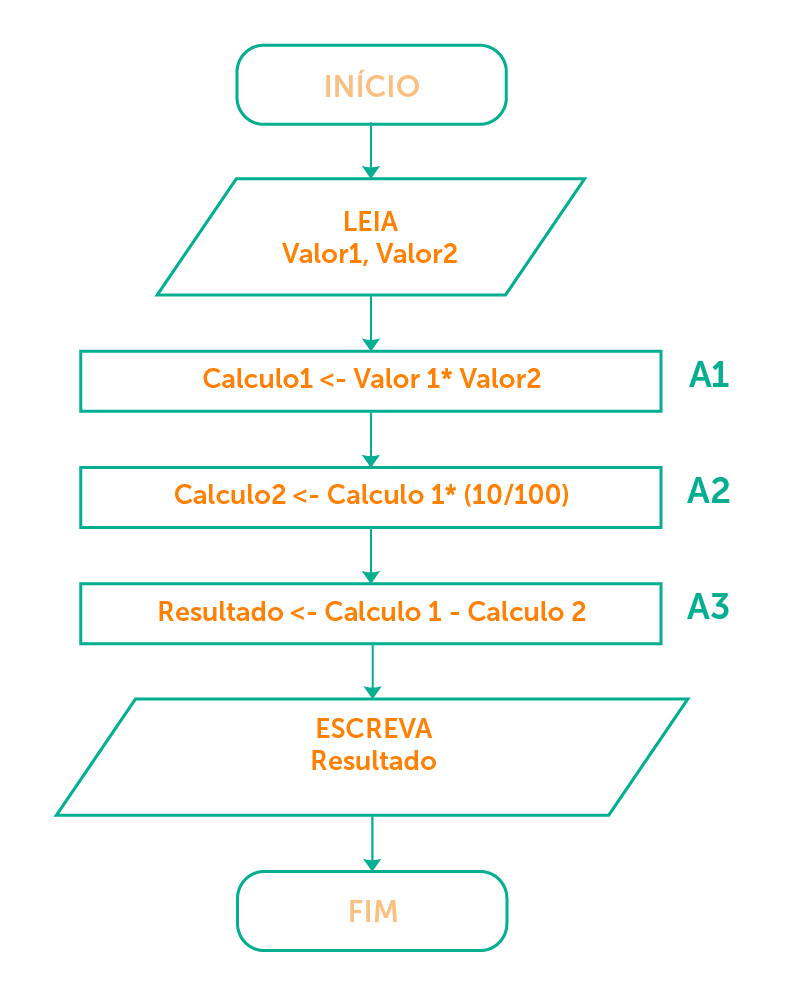 INÍCIO
LEIA
Valor1, Valor2
Calculo1 <- Valor 1* Valor2
A1
Calculo2 <- Calculo 1* (10/100)
A2
Resultado <- Calculo 1 - Calculo 2
A3
ESCREVA
Resultado
FIM